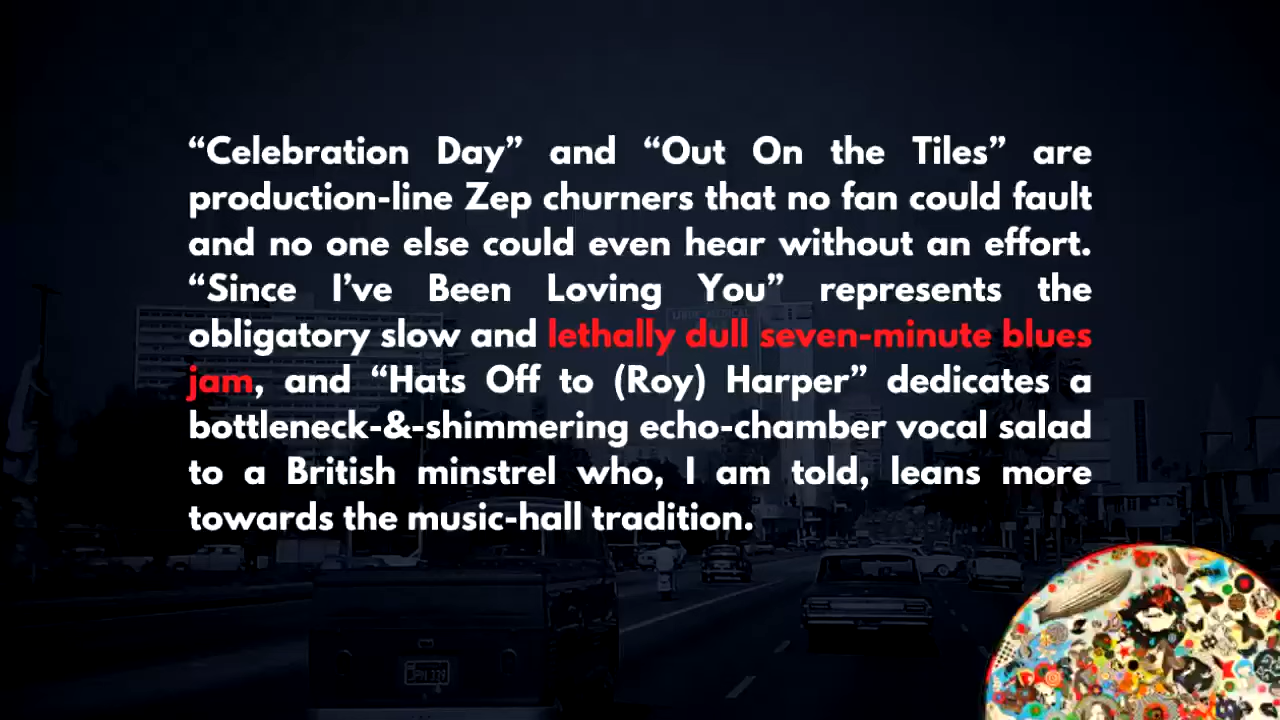 “Celebration Day” and “Out On the Tiles” are
production-line Zep churners that no fan could fault
and no one else could even hear without an effort.
“Since I’ve Been Loving You” represents the
obligatory slow and lethally dull seven-minute blues
jam, and “Hats Off to (Roy) Harper” dedicates a
bottleneck-&-shimmering echo-chamber vocal salad
to a British minstrel who, I am told, leans more
towards the music-hall tradition.